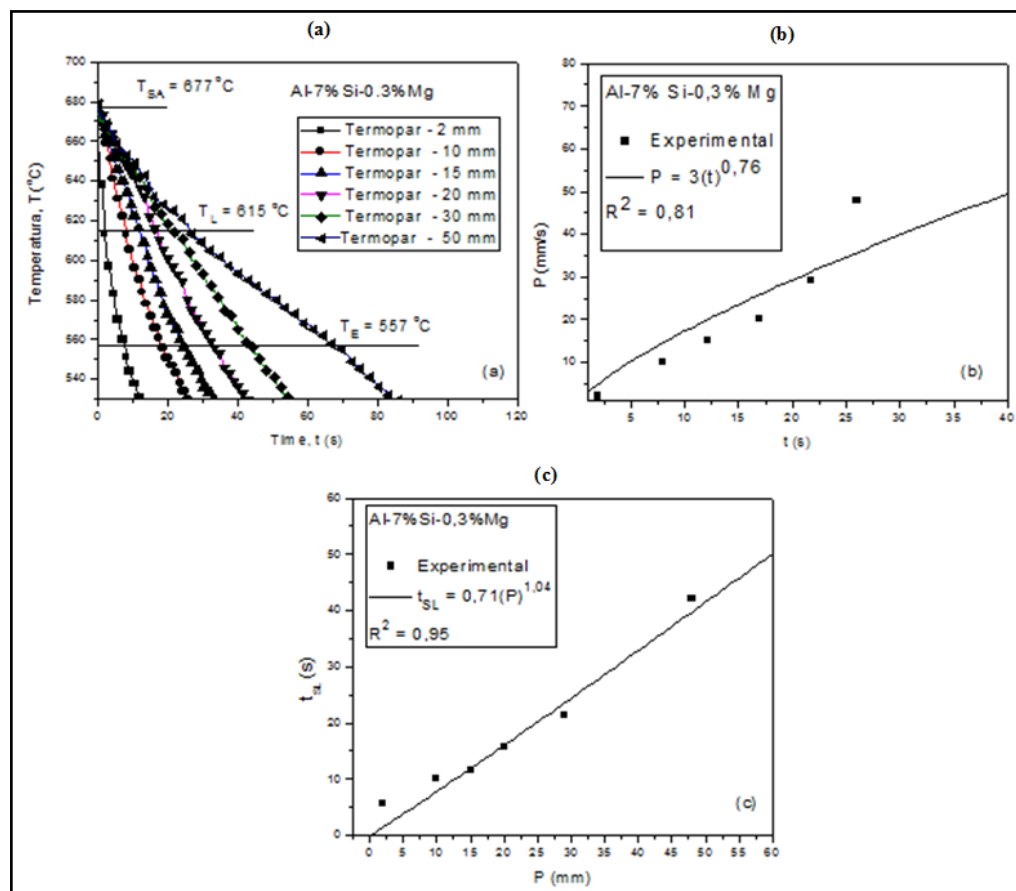 (a)
700
680
660
640
620
600
580
560
540
Temperatura, T(°C)
T_SA = 677 °C
Al-7%Si-0.3%Mg
Termopar - 2 mm
Termopar - 10 mm
Termopar - 15 mm
Termopar - 20 mm
Termopar - 30 mm
Termopar - 50 mm
T_L = 615 °C
T_E = 557 °C
(a)
0 20 40 60 80 100 120
Time, t (s)
(b)
80
70
60
50
40
30
20
10
P (mm/s)
Al-7% Si-0,3% Mg
Experimental
P = 3(t)^0,76
R² = 0,81
(b)
5 10 15 20 25 30 35 40
t (s)
(c)
60
50
40
30
20
10
0
t_SL (s)
Al-7%Si-0,3%Mg
Experimental
t_SL = 0,71(P)^1,04
R² = 0,95
(c)
0 5 10 15 20 25 30 35 40 45 50 55 60
P (mm)